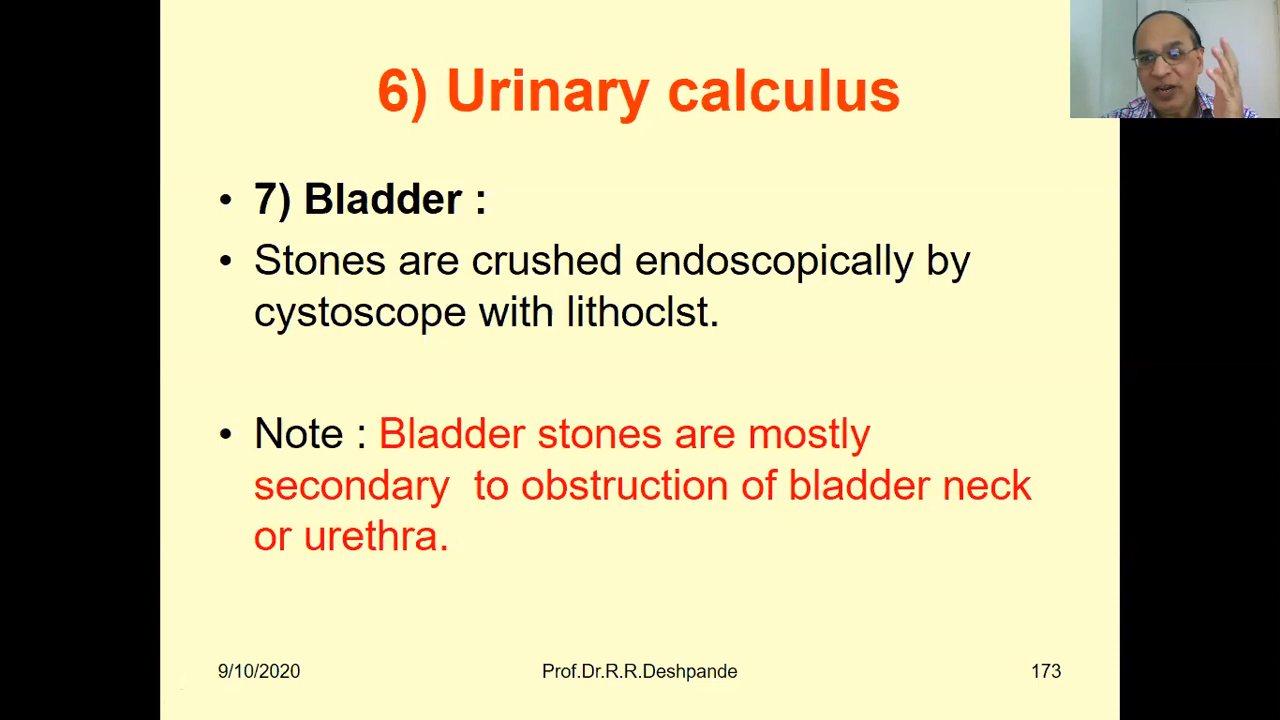 6) Urinary calculus
• 7) Bladder :
• Stones are crushed endoscopically by
cystoscope with lithoclst.
• Note : Bladder stones are mostly
secondary to obstruction of bladder neck
or urethra.
9/10/2020 Prof.Dr.R.R.Deshpande 173